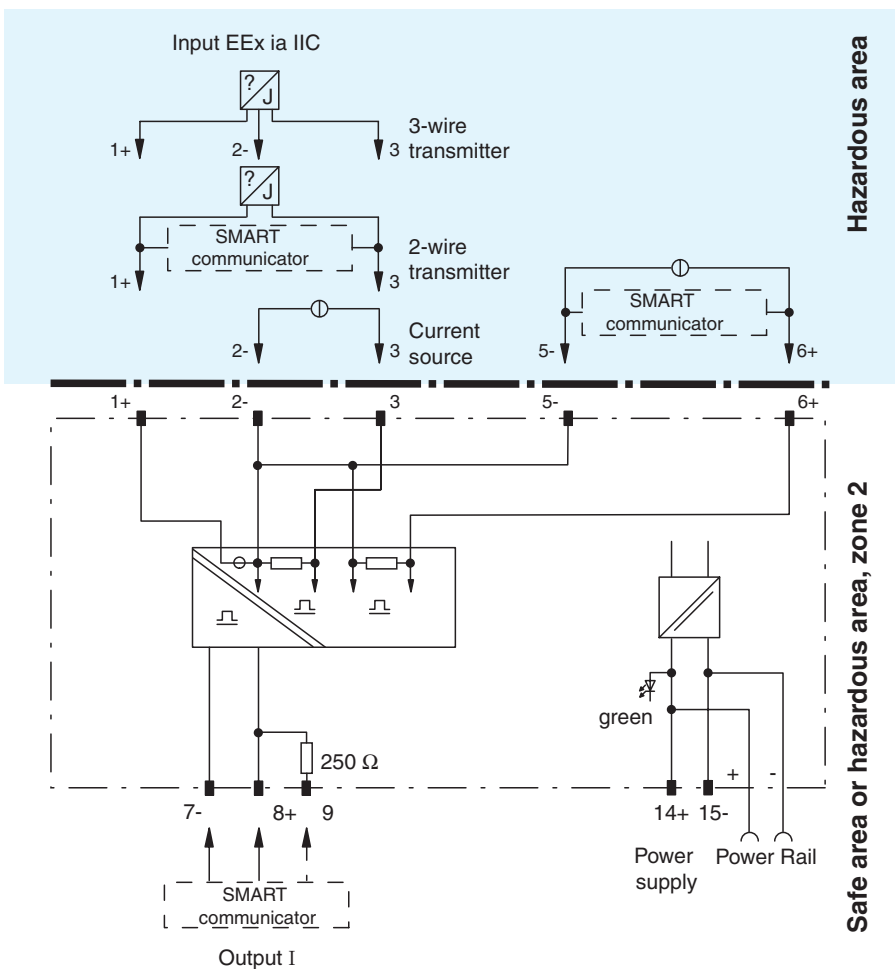 Input EEx ia IIC
Hazardous area
?
J
1+
2-
3
3-wire
transmitter
?
J
SMART
communicator
1+
3
2-wire
transmitter
2-
3
Current
source
SMART
communicator
5-
6+
1+
2-
3
5-
6+
Safe area or hazardous area, zone 2
green
250 Ω
+
-
7-
8+
9
14+
15-
Power
supply
Power Rail
SMART
communicator
Output I